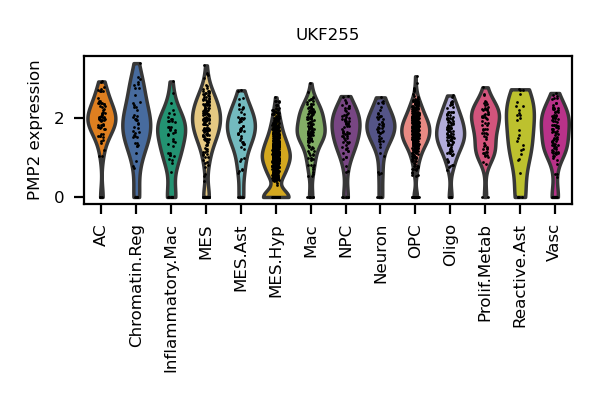 UKF255
PMP2 expression
2
0
AC
Chromatin.Reg
Inflammatory.Mac
MES
MES.Ast
MES.Hyp
Mac
NPC
Neuron
OPC
Oligo
Prolif.Metab
Reactive.Ast
Vasc